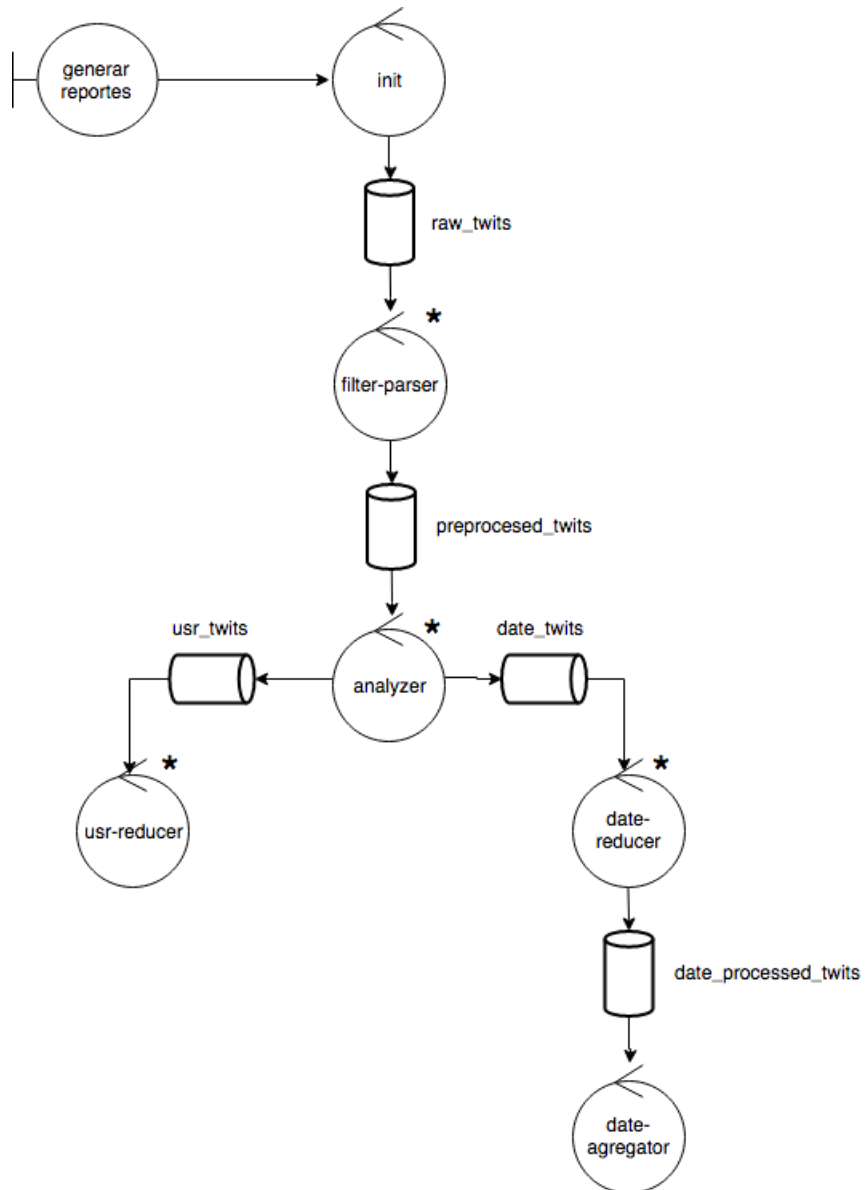 generar
reportes
init
raw_twits
*
filter-parser
preprocesed_twits
usr_twits
*
date_twits
analyzer
*
*
usr-reducer
date-
reducer
date_processed_twits
date-
agregator